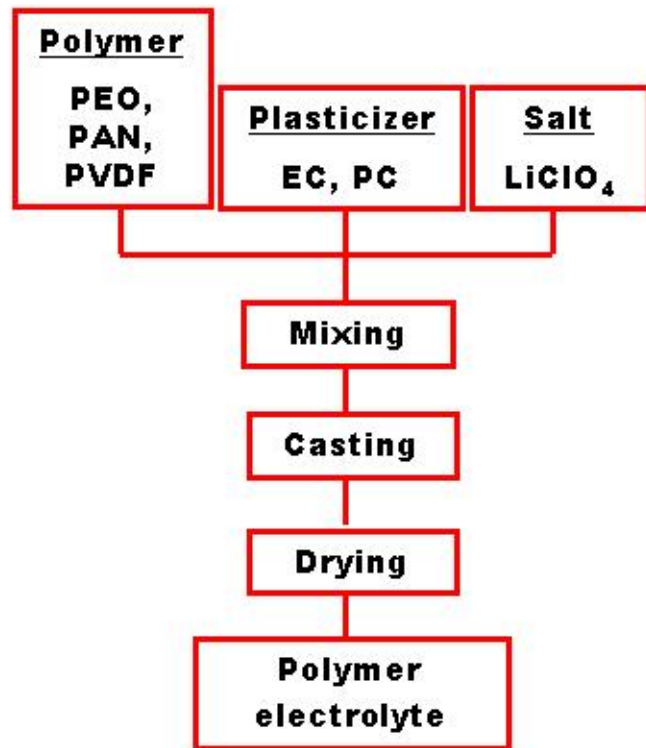 Polymer
PEO,
PAN,
PVDF
Plasticizer
EC, PC
Salt
LiClO₄
Mixing
Casting
Drying
Polymer
electrolyte